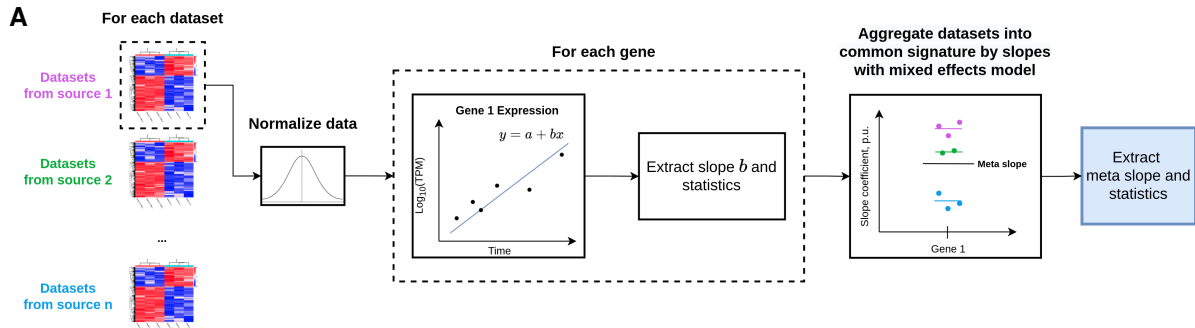 A
For each dataset
Datasets
from source 1
Datasets
from source 2
...
Datasets
from source n
Normalize data
For each gene
Gene 1 Expression
y = a + bx
Log10(TPM)
Time
Extract slope b and
statistics
Aggregate datasets into
common signature by slopes
with mixed effects model
Slope coefficient, p.u.
Meta slope
Gene 1
Extract
meta slope and
statistics